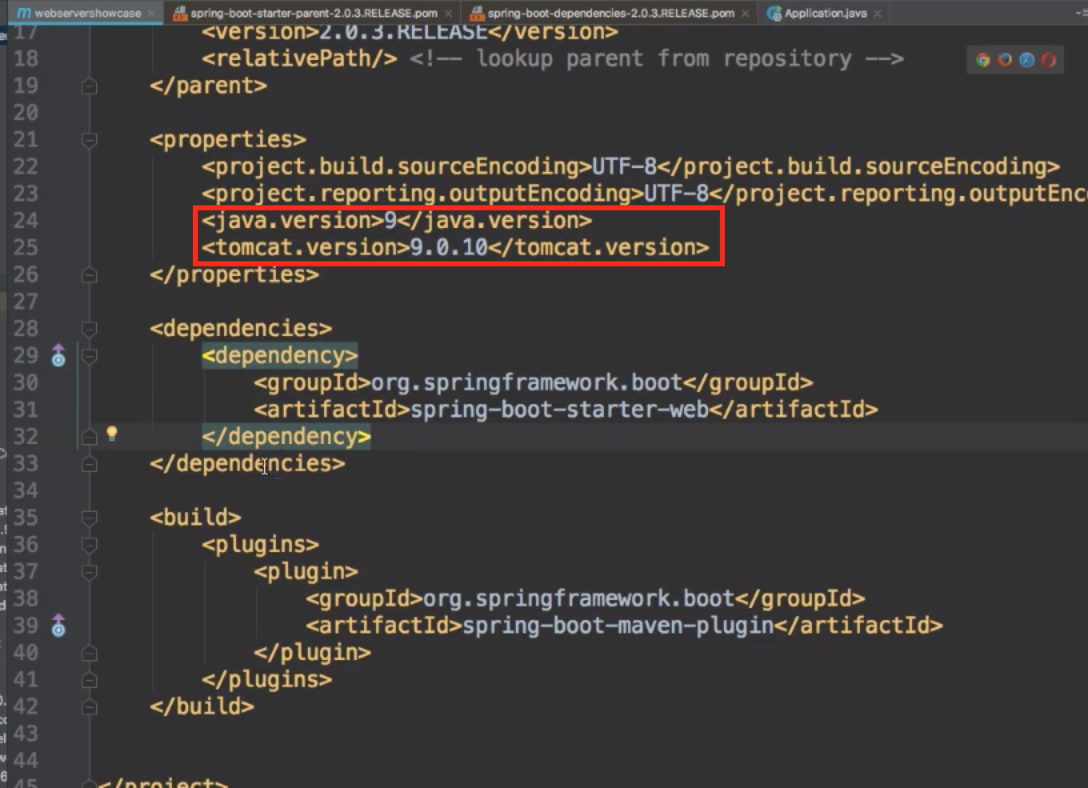 webservershowcase spring-boot-starter-parent-2.0.3.RELEASE.pom spring-boot-dependencies-2.0.3.RELEASE.pom Application.java
17 <version>2.0.3.RELEASE</version>
18 <relativePath/> <!-- lookup parent from repository -->
19 </parent>
20
21 <properties>
22 <project.build.sourceEncoding>UTF-8</project.build.sourceEncoding>
23 <project.reporting.outputEncoding>UTF-8</project.reporting.outputEnco
24 <java.version>9</java.version>
25 <tomcat.version>9.0.10</tomcat.version>
26 </properties>
27
28 <dependencies>
29 <dependency>
30 <groupId>org.springframework.boot</groupId>
31 <artifactId>spring-boot-starter-web</artifactId>
32 </dependency>
33 </dependencies>
34
35 <build>
36 <plugins>
37 <plugin>
38 <groupId>org.springframework.boot</groupId>
39 <artifactId>spring-boot-maven-plugin</artifactId>
40 </plugin>
41 </plugins>
42 </build>
43
44
45 </project>